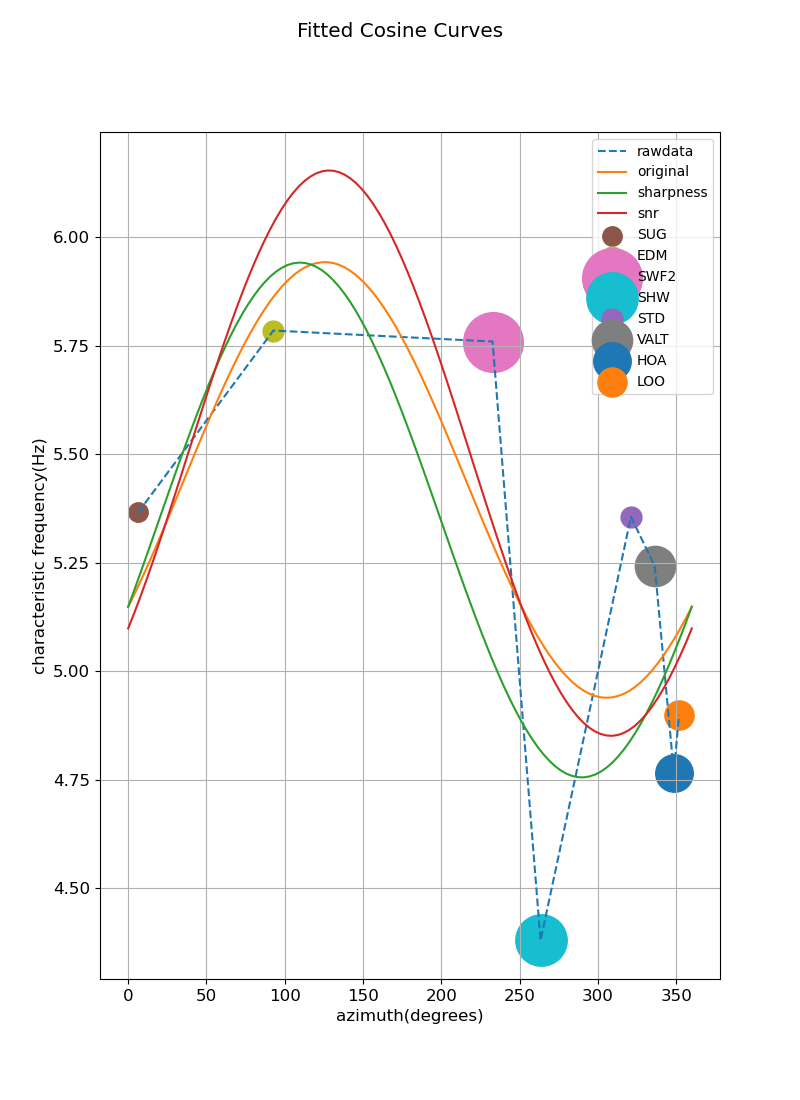 Fitted Cosine Curves
rawdata
original
sharpness
snr
SUG
EDM
SWF2
SHW
STD
VALT
HOA
LOO
6.00
5.75
5.50
5.25
5.00
4.75
4.50
characteristic frequency(Hz)
0 50 100 150 200 250 300 350
azimuth(degrees)